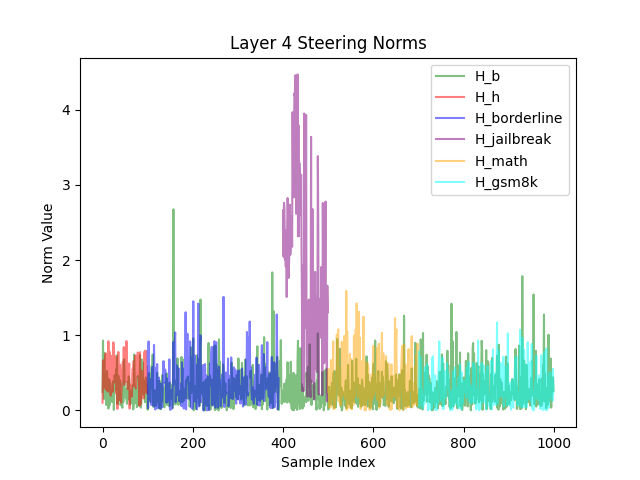 Layer 4 Steering Norms
H_b
H_h
H_borderline
H_jailbreak
H_math
H_gsm8k
Norm Value
4
3
2
1
0
0 200 400 600 800 1000
Sample Index